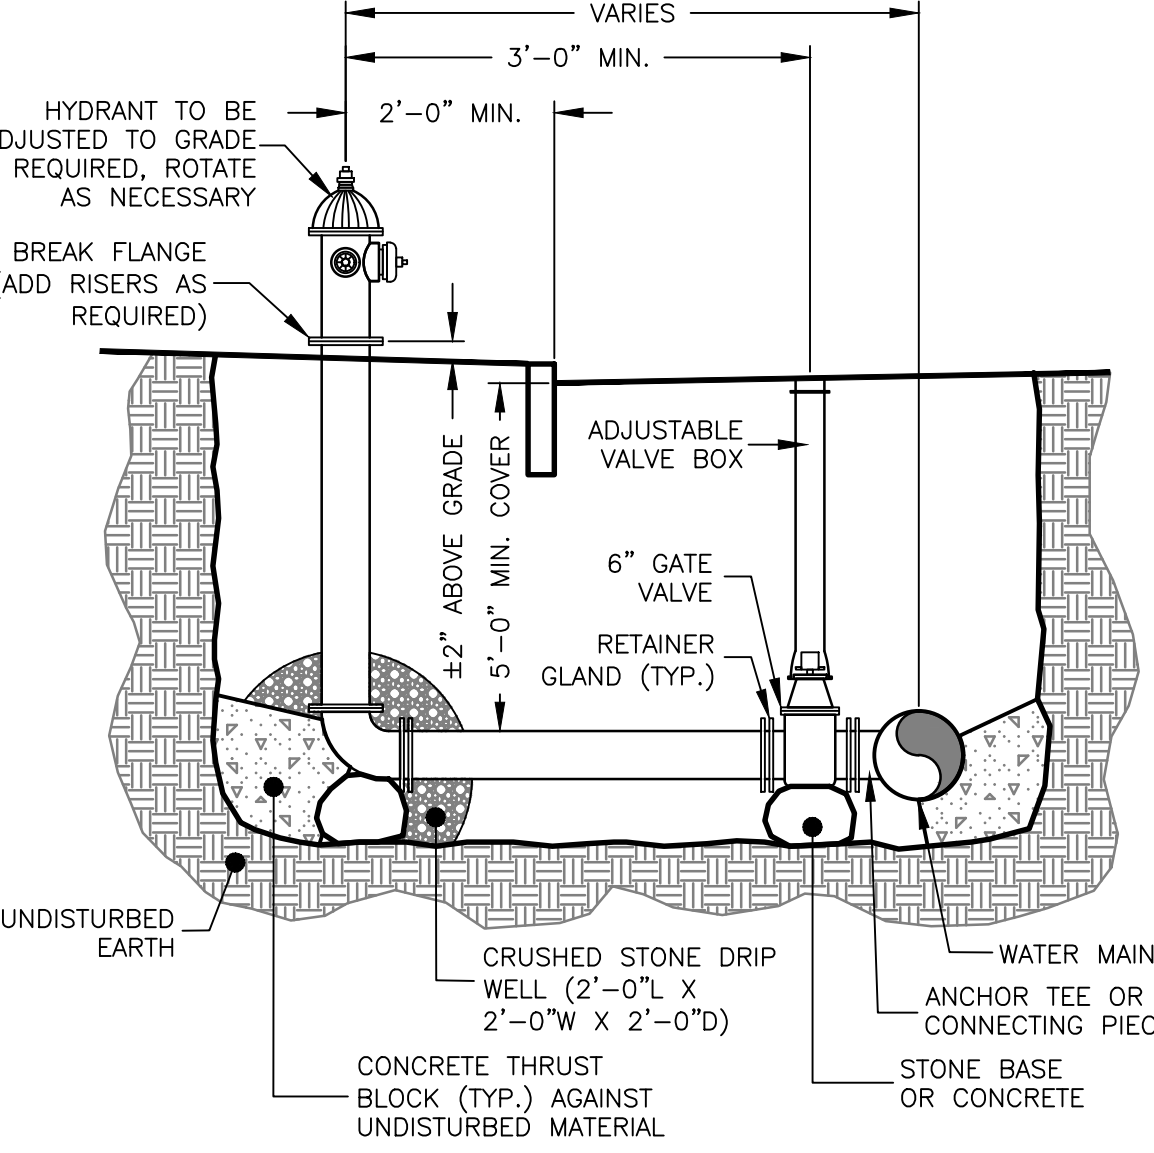 VARIES
3'-0" MIN.
2'-0" MIN.
HYDRANT TO BE
DJUSTED TO GRADE
REQUIRED, ROTATE
AS NECESSARY
BREAK FLANGE
(ADD RISERS AS
REQUIRED)
±2" ABOVE GRADE
5'-0" MIN. COVER
ADJUSTABLE
VALVE BOX
6" GATE
VALVE
RETAINER
GLAND (TYP.)
UNDISTURBED
EARTH
CRUSHED STONE DRIP
WELL (2'-0"L X
2'-0"W X 2'-0"D)
CONCRETE THRUST
BLOCK (TYP.) AGAINST
UNDISTURBED MATERIAL
WATER MAIN
ANCHOR TEE OR
CONNECTING PIEC
STONE BASE
OR CONCRETE